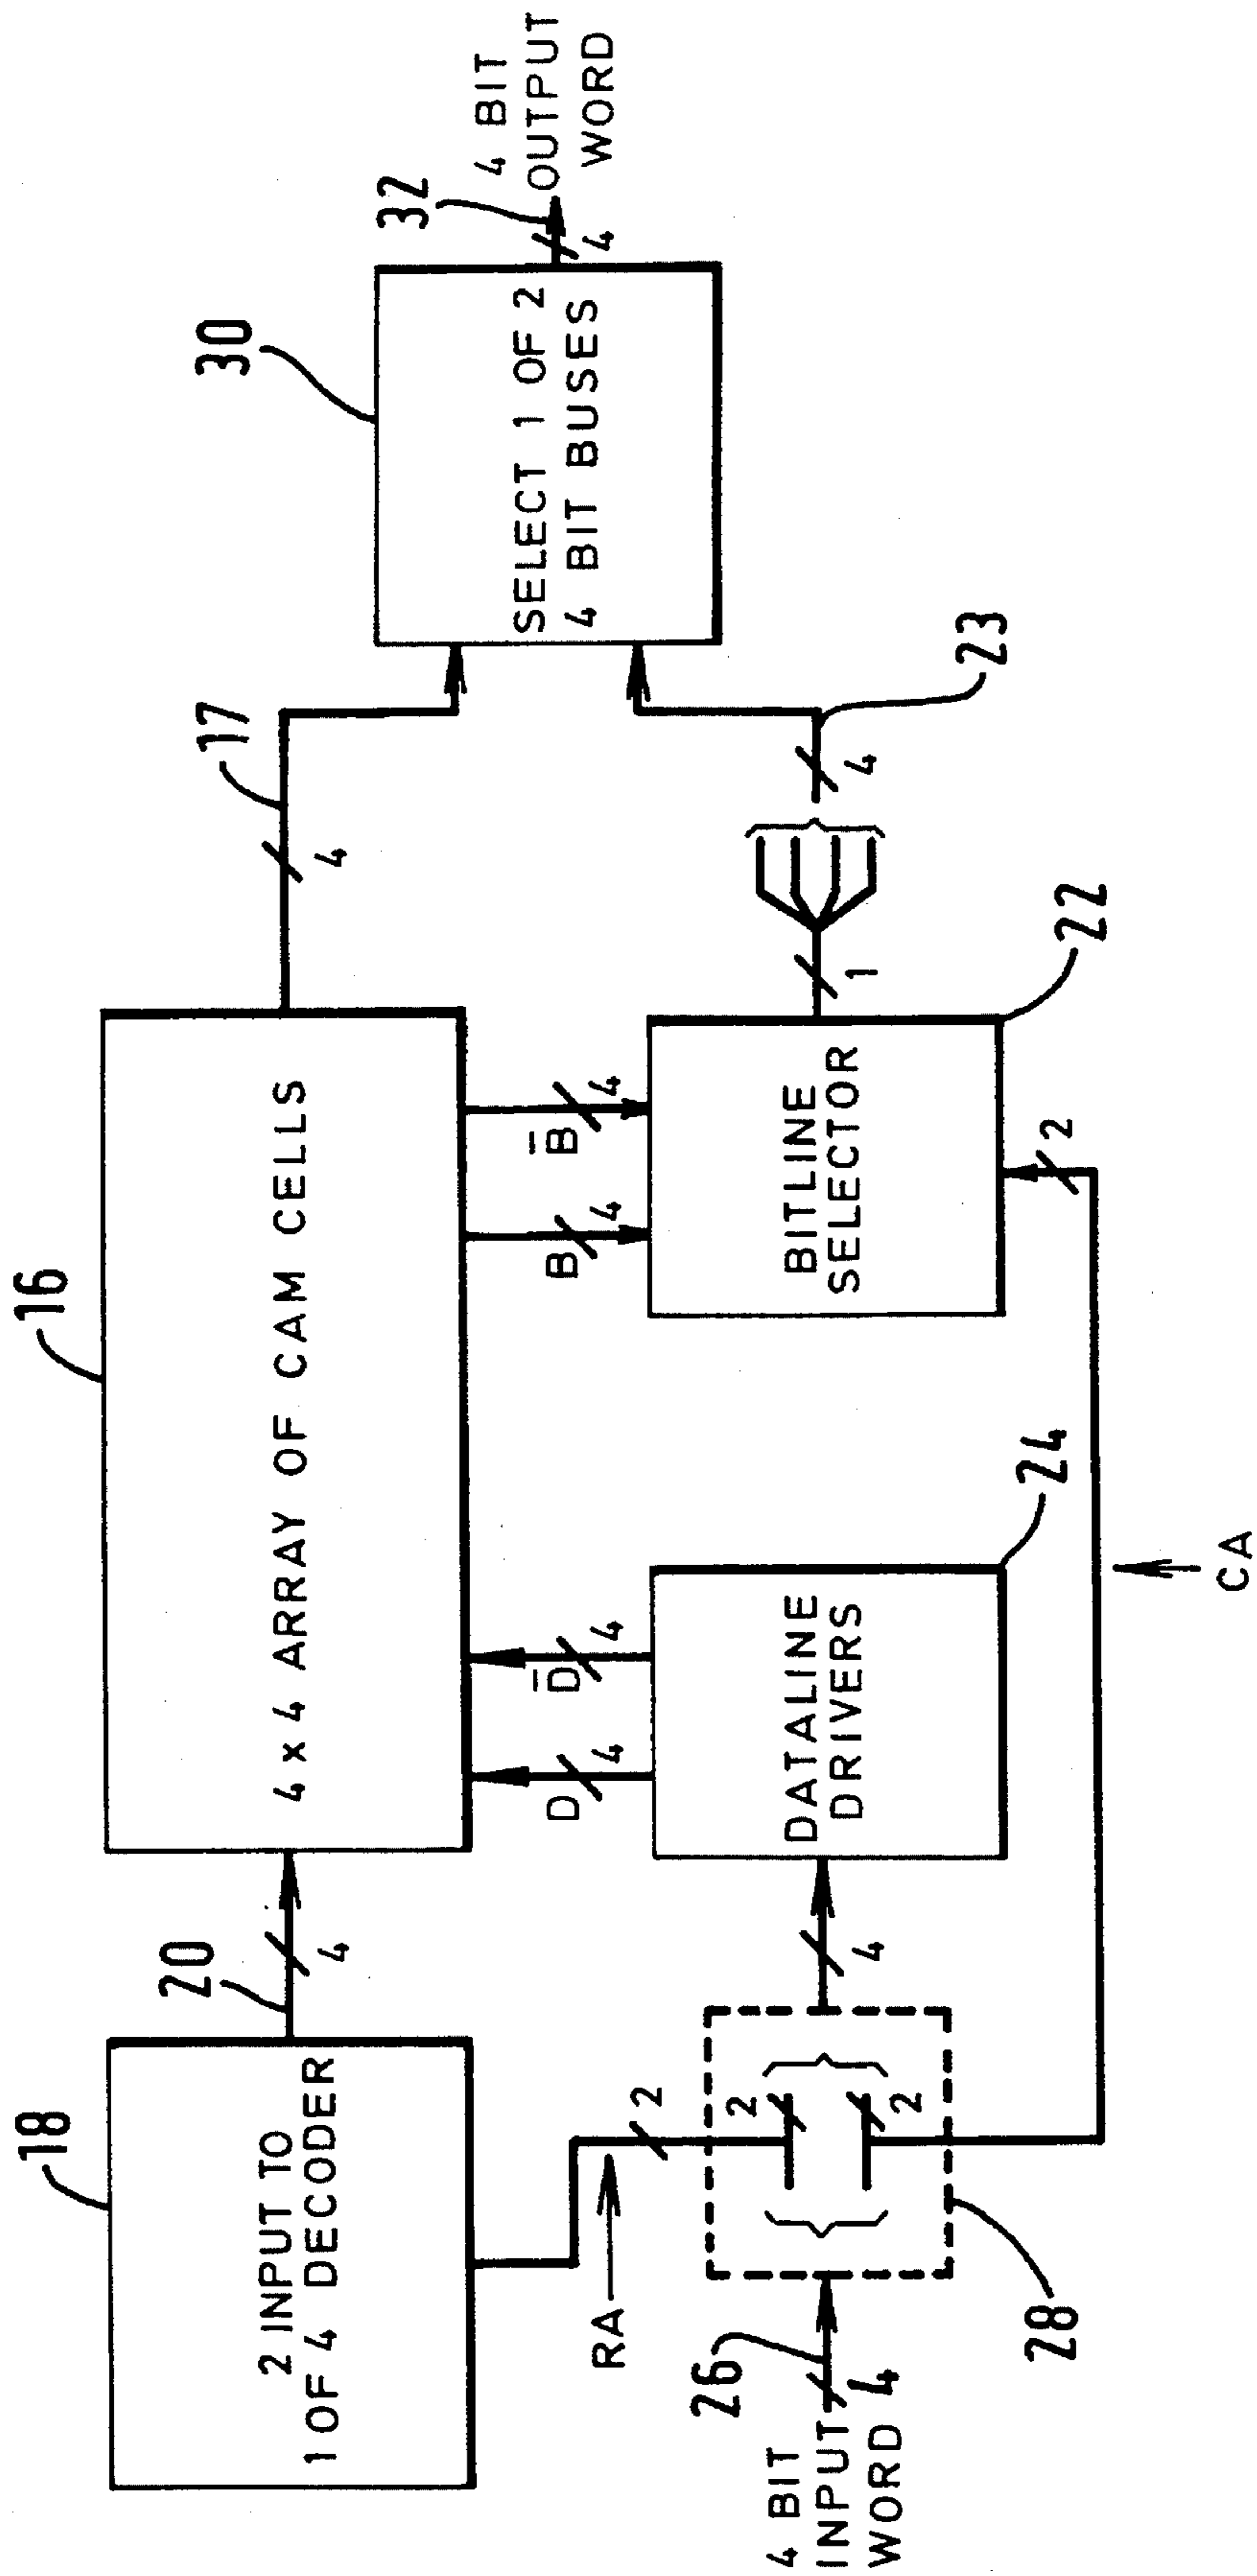 18
2 INPUT TO
1 OF 4 DECODER
20
4
16
4 x 4 ARRAY OF CAM CELLS
17
4
30
SELECT 1 OF 2
4 BIT BUSES
32
4
4 BIT
OUTPUT
WORD
RA
2
D
4
D̅
4
B
4
B̅
4
4 BIT
INPUT
WORD
26
4
2
2
28
4
DATALINE
DRIVERS
24
BITLINE
SELECTOR
22
1
4
23
2
CA